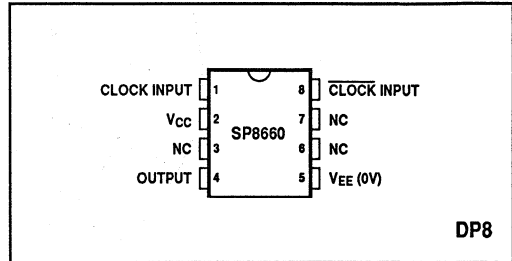 CLOCK INPUT 1 8 CLOCK INPUT
VCC 2 7 NC
SP8660
NC 3 6 NC
OUTPUT 4 5 VEE (0V)
DP8